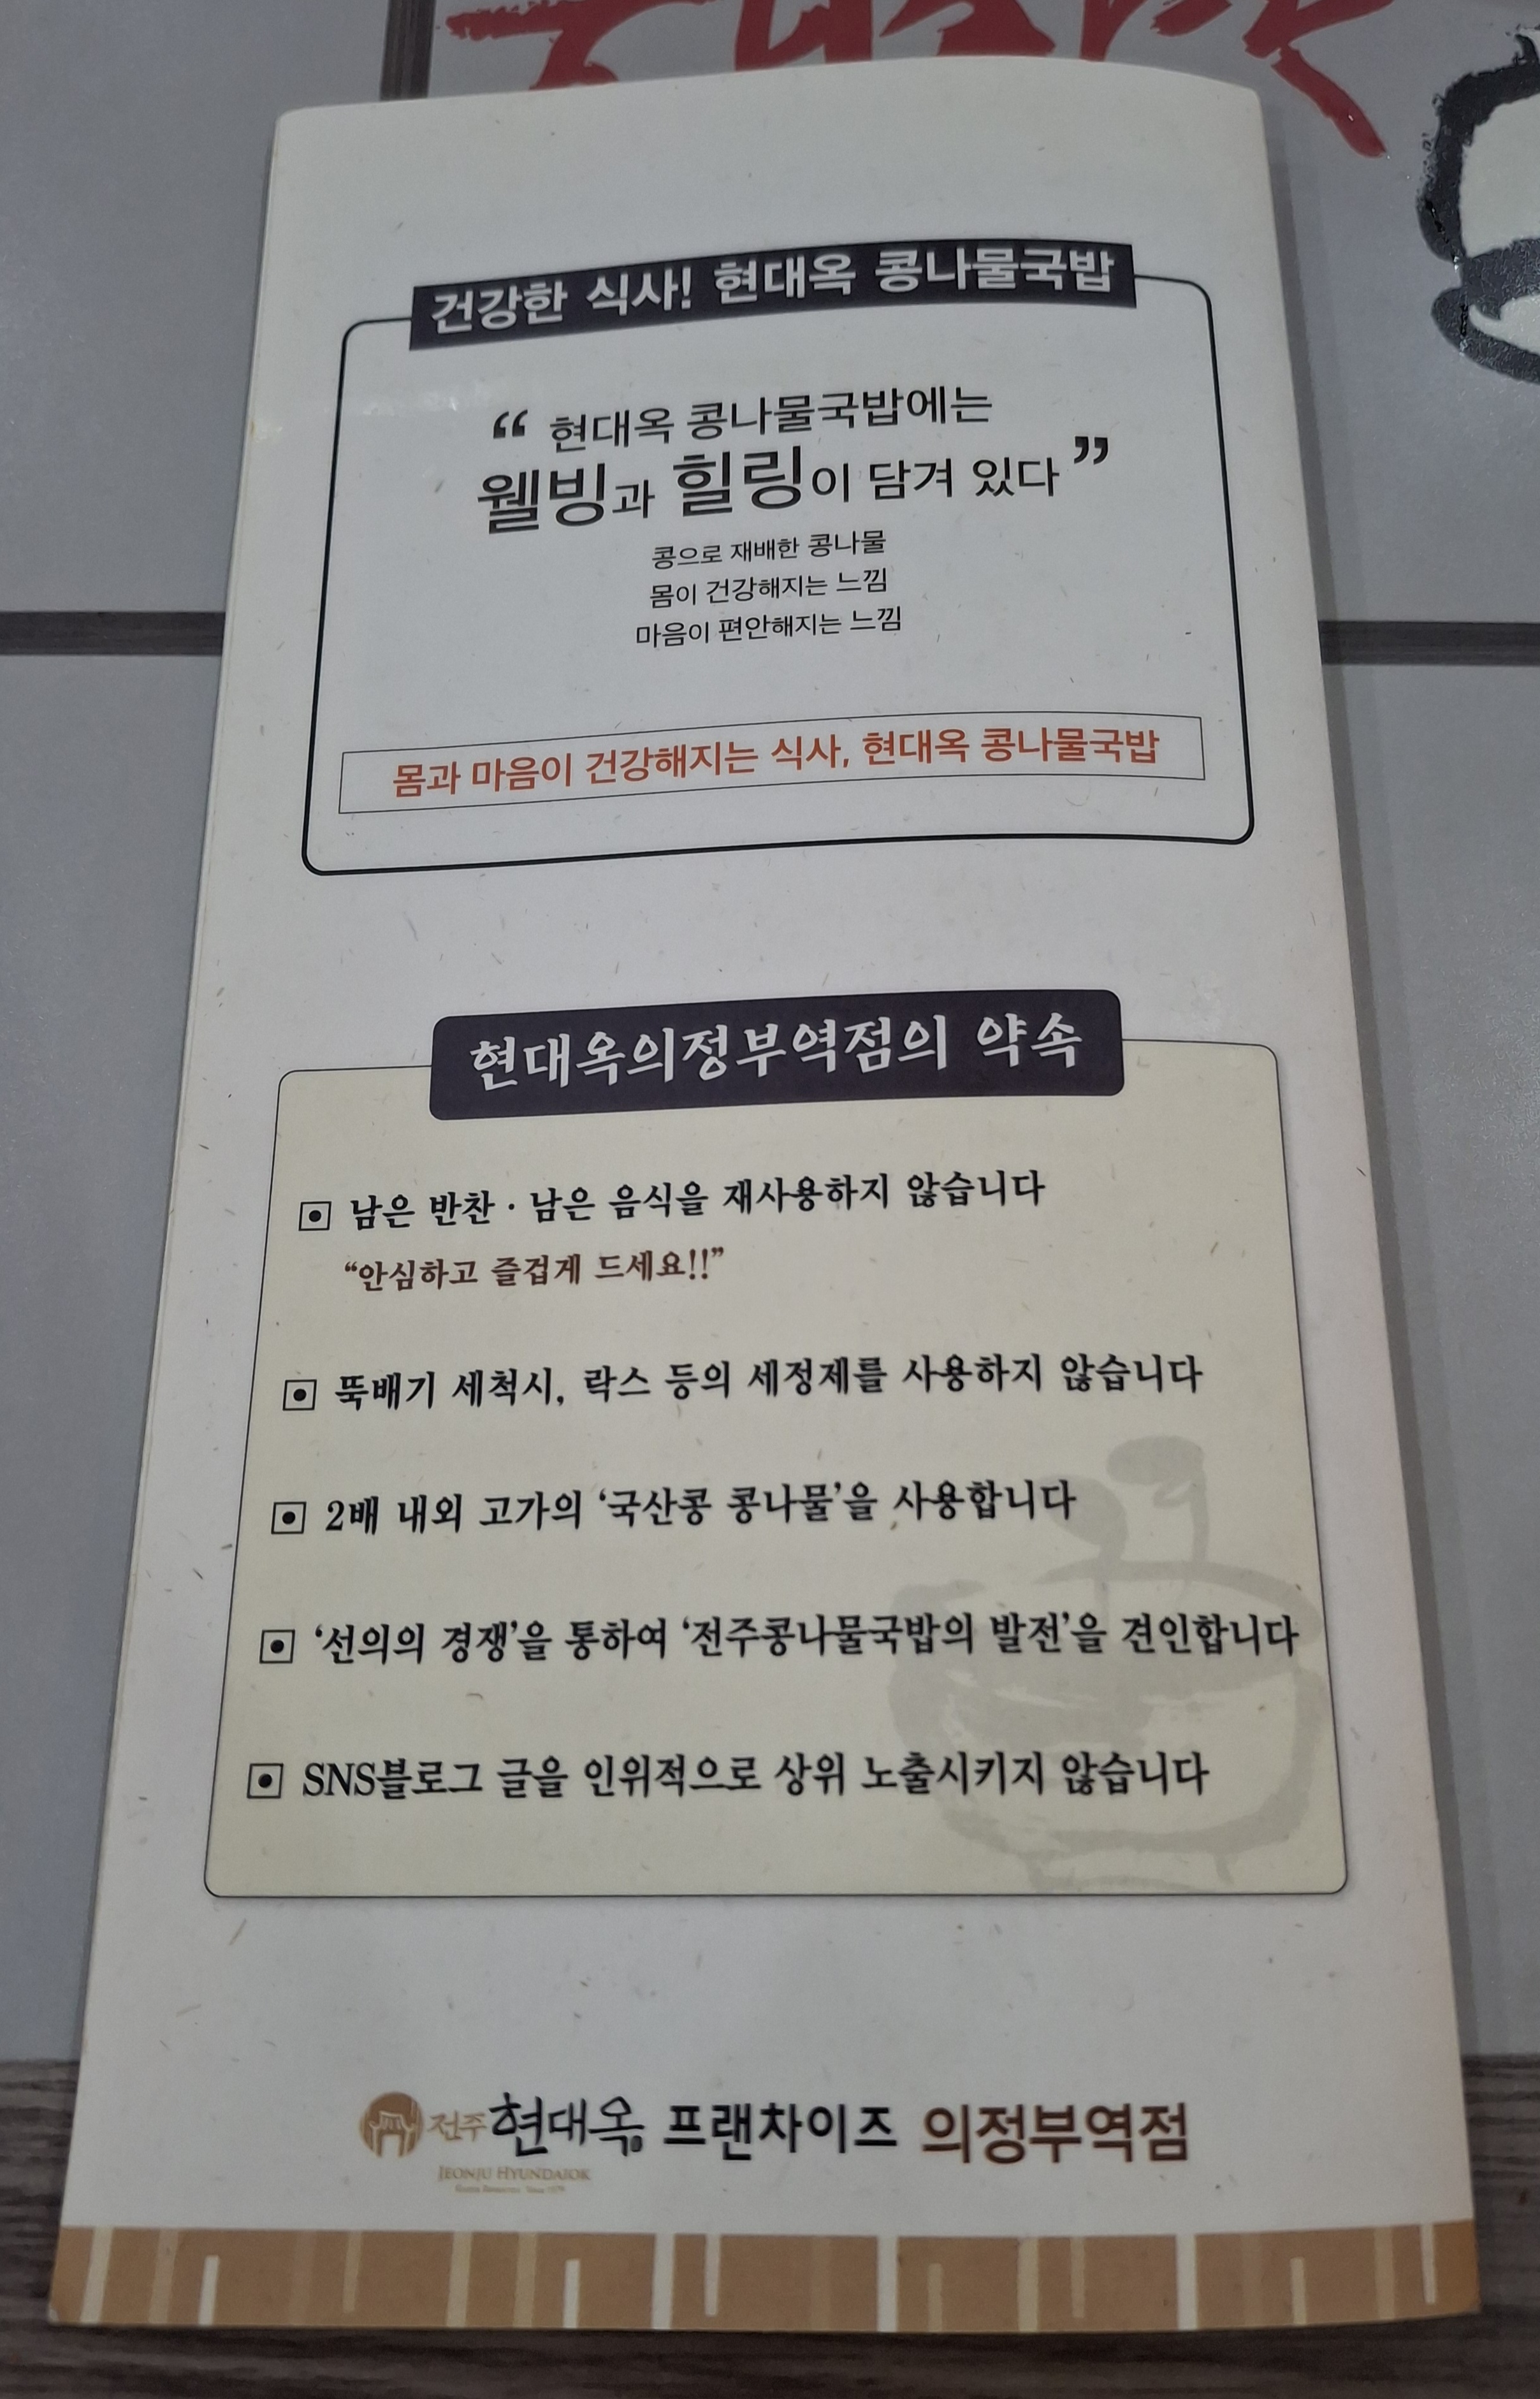 건강한 식사! 현대옥 콩나물국밥
“ 현대옥 콩나물국밥에는
웰빙과 힐링이 담겨 있다 ”
콩으로 재배한 콩나물
몸이 건강해지는 느낌
마음이 편안해지는 느낌
몸과 마음이 건강해지는 식사, 현대옥 콩나물국밥
현대옥의정부역점의 약속
남은 반찬 · 남은 음식을 재사용하지 않습니다
“안심하고 즐겁게 드세요!!”
뚝배기 세척시, 락스 등의 세정제를 사용하지 않습니다
2배 내외 고가의 ‘국산콩 콩나물’을 사용합니다
‘선의의 경쟁’을 통하여 ‘전주콩나물국밥의 발전’을 견인합니다
SNS블로그 글을 인위적으로 상위 노출시키지 않습니다
전주현대옥 프랜차이즈 의정부역점
JEONJU HYUNDAIOK